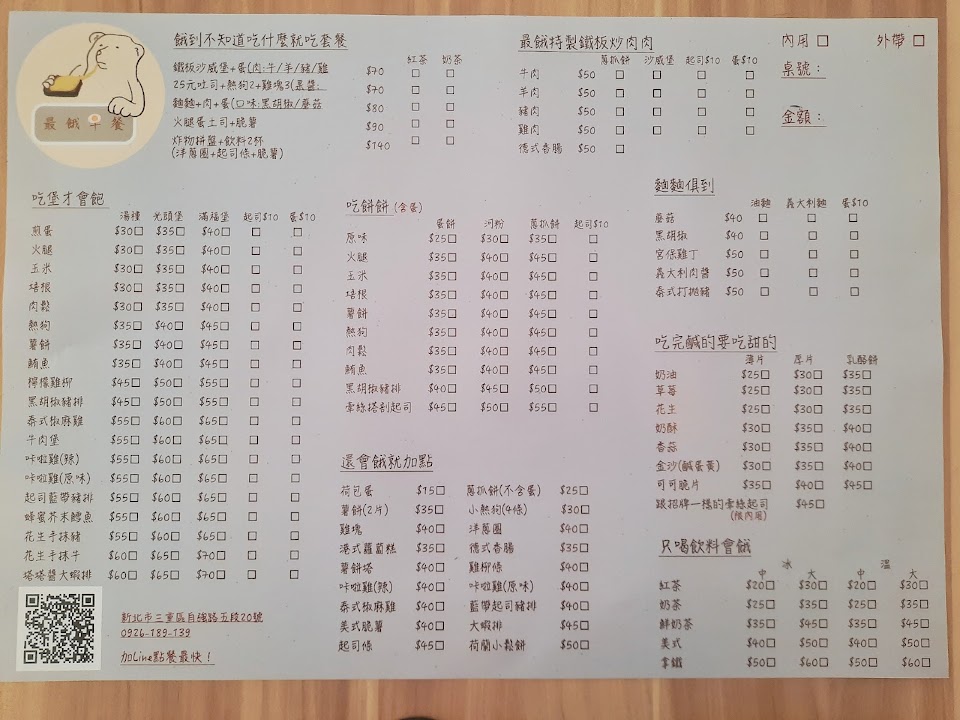 最餓早餐
餓到不知道吃什麼就吃套餐
紅茶 奶茶
鐵板沙威堡+蛋(肉:牛/羊/豬/雞 $70 □ □
25元吐司+熱狗2+雞塊3(果醬: $70 □ □
麵麵+肉+蛋(口味:黑胡椒/蘑菇 $80 □ □
火腿蛋土司+脆薯 $90 □ □
炸物拼盤+飲料2杯 $140 □ □
(洋蔥圈+起司條+脆薯)
最餓特製鐵板炒肉肉
蔥抓餅 沙威堡 起司$10 蛋$10
牛肉 $50 □ □ □ □
羊肉 $50 □ □ □ □
豬肉 $50 □ □ □ □
雞肉 $50 □ □ □ □
德式香腸 $50 □
內用 □ 外帶 □
桌號:
金額:
吃堡才會飽
湯種 光頭堡 滿福堡 起司$10 蛋$10
煎蛋 $30□ $35□ $40□ □ □
火腿 $30□ $35□ $40□ □ □
玉米 $30□ $35□ $40□ □ □
培根 $30□ $35□ $40□ □ □
肉鬆 $30□ $35□ $40□ □ □
熱狗 $35□ $40□ $45□ □ □
薯餅 $35□ $40□ $45□ □ □
鮪魚 $35□ $40□ $45□ □ □
檸檬雞柳 $45□ $50□ $55□ □ □
黑胡椒豬排 $45□ $50□ $55□ □ □
泰式椒麻雞 $55□ $60□ $65□ □ □
牛肉堡 $55□ $60□ $65□ □ □
咔啦雞(辣) $55□ $60□ $65□ □ □
咔啦雞(原味) $55□ $60□ $65□ □ □
起司藍帶豬排 $55□ $60□ $65□ □ □
蜂蜜芥末鱈魚 $55□ $60□ $65□ □ □
花生手抹豬 $55□ $60□ $65□ □ □
花生手抹牛 $60□ $65□ $70□ □ □
塔塔醬大蝦排 $60□ $65□ $70□ □ □
吃餅餅 (含蛋)
蛋餅 河粉 蔥抓餅 起司$10
原味 $25□ $30□ $35□ □
火腿 $35□ $40□ $45□ □
玉米 $35□ $40□ $45□ □
培根 $35□ $40□ $45□ □
薯餅 $35□ $40□ $45□ □
熱狗 $35□ $40□ $45□ □
肉鬆 $35□ $40□ $45□ □
鮪魚 $35□ $40□ $45□ □
黑胡椒豬排 $40□ $45□ $50□ □
牽絲塔剖起司 $45□ $50□ $55□ □
還會餓就加點
荷包蛋 $15□ 蔥抓餅(不含蛋) $25□
薯餅(2片) $35□ 小熱狗(4條) $30□
雞塊 $40□ 洋蔥圈 $40□
港式蘿蔔糕 $35□ 德式香腸 $35□
薯餅塔 $40□ 雞柳條 $40□
咔啦雞(辣) $40□ 咔啦雞(原味) $40□
泰式椒麻雞 $40□ 藍帶起司豬排 $40□
美式脆薯 $40□ 大蝦排 $45□
起司條 $45□ 荷蘭小鬆餅 $50□
麵麵俱到
油麵 義大利麵 蛋$10
蘑菇 $40 □ □ □
黑胡椒 $40 □ □ □
宮保雞丁 $50 □ □ □
義大利肉醬 $50 □ □ □
泰式打拋豬 $50 □ □ □
吃完鹹的要吃甜的
薄片 厚片 乳酪餅
奶油 $25□ $30□ $35□
草莓 $25□ $30□ $35□
花生 $25□ $30□ $35□
奶酥 $30□ $35□ $40□
香蒜 $30□ $35□ $40□
金沙(鹹蛋黃) $30□ $35□ $40□
可可脆片 $35□ $40□ $45□
跟招牌一樣的牽絲起司 $45□
(限內用)
只喝飲料會餓
冰 溫
中 大 中 大
紅茶 $20□ $30□ $20□ $30□
奶茶 $25□ $35□ $25□ $35□
鮮奶茶 $35□ $45□ $35□ $45□
美式 $40□ $50□ $40□ $50□
拿鐵 $50□ $60□ $50□ $60□
新北市三重區自強路五段20號
0926-189-139
加Line點餐最快!